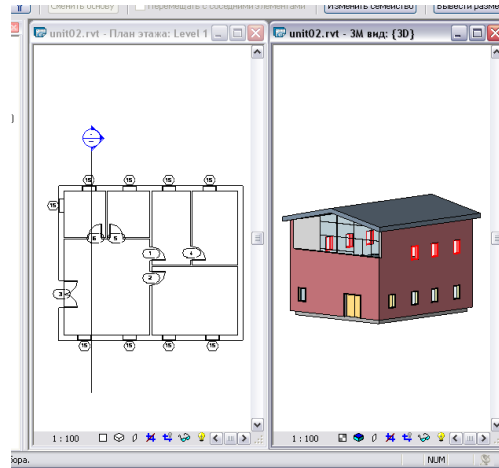 Сменить основу
Перемещать с соседними элементами
Изменить семейство
Вывести разме
unit02.rvt - План этажа: Level 1
unit02.rvt - 3М вид: {3D}
15 15 15 15
15
6 5 1 4
2
3
15 15 15 15
1 : 100
1 : 100
бора.
NUM